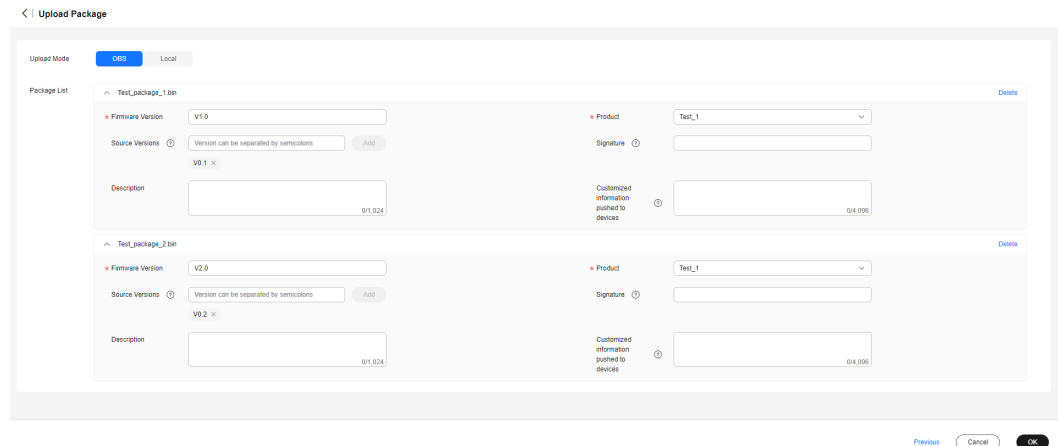 Upload Package
Upload Mode
OBS
Local
Package List
Test_package_1.bin
Delete
* Firmware Version
V1.0
* Product
Test_1
Source Versions
Version can be separated by semicolons
Add
Signature
V0.1 ×
Description
0/1,024
Customized
information
pushed to
devices
0/4,096
Test_package_2.bin
Delete
* Firmware Version
V2.0
* Product
Test_1
Source Versions
Version can be separated by semicolons
Add
Signature
V0.2 ×
Description
0/1,024
Customized
information
pushed to
devices
0/4,096
Previous
Cancel
OK